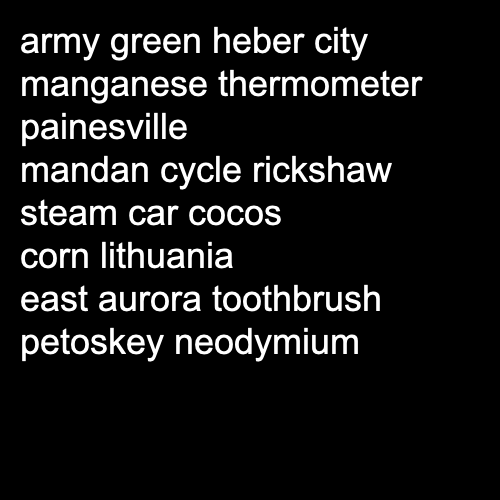 army green heber city
manganese thermometer
painesville
mandan cycle rickshaw
steam car cocos
corn lithuania
east aurora toothbrush
petoskey neodymium